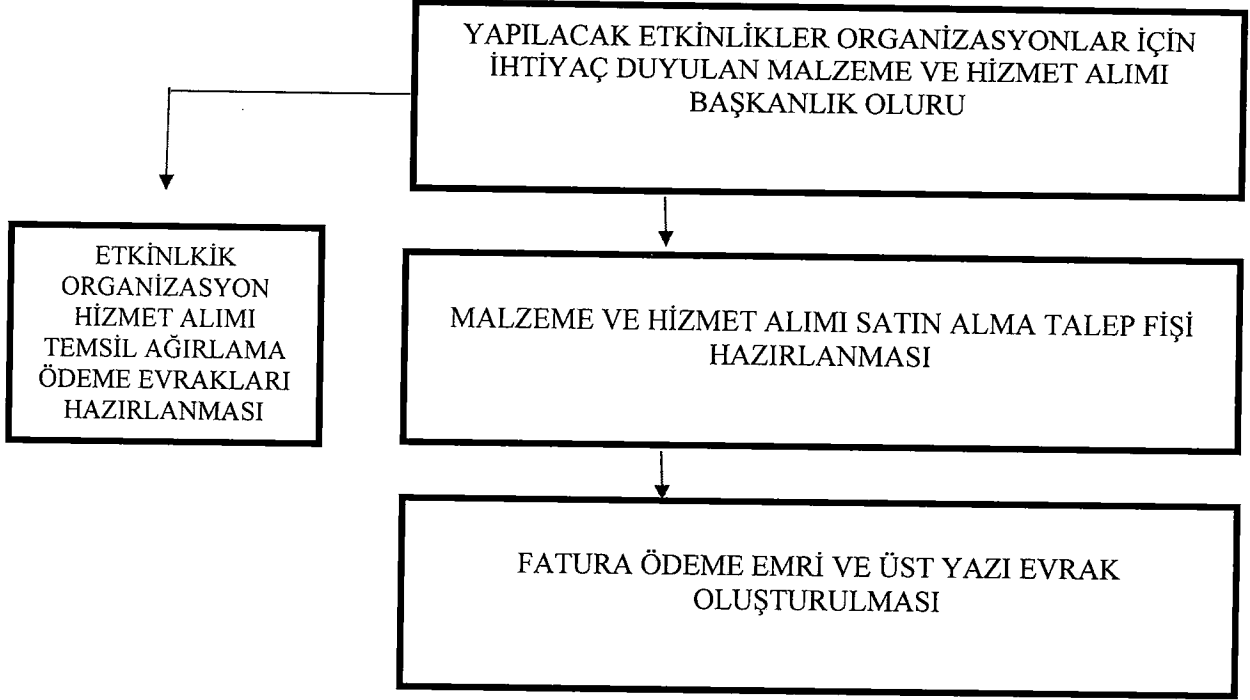 YAPILACAK ETKİNLİKLER ORGANİZASYONLAR İÇİN
İHTİYAÇ DUYULAN MALZEME VE HİZMET ALIMI
BAŞKANLIK OLURU
ETKİNLKİK
ORGANİZASYON
HİZMET ALIMI
TEMSİL AĞIRLAMA
ÖDEME EVRAKLARI
HAZIRLANMASI
MALZEME VE HİZMET ALIMI SATIN ALMA TALEP FİŞİ
HAZIRLANMASI
FATURA ÖDEME EMRİ VE ÜST YAZI EVRAK
OLUŞTURULMASI